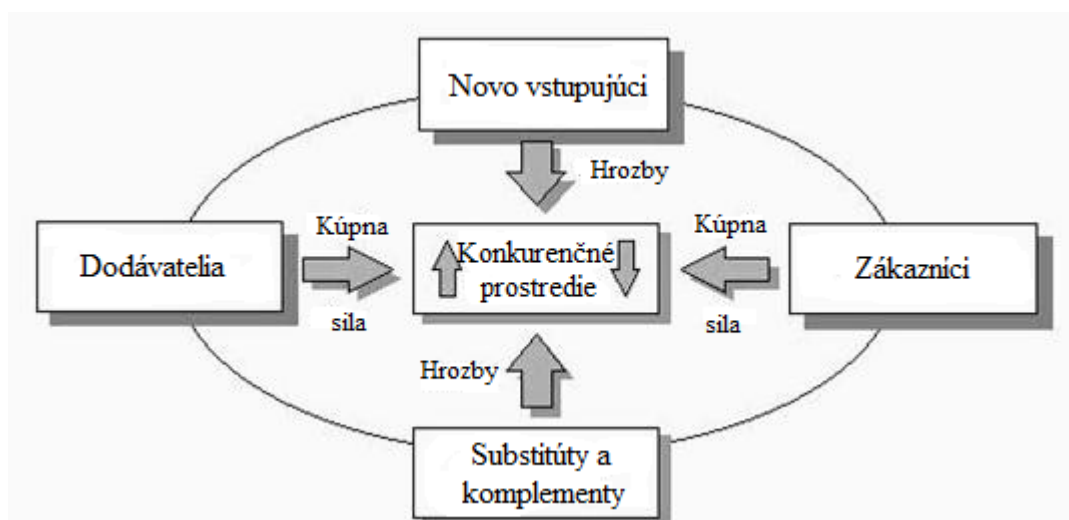 Novo vstupujúci
Hrozby
Kúpna
Kúpna
Dodávatelia
Konkurenčné
prostredie
Zákazníci
sila
sila
Hrozby
Substitúty a
komplementy